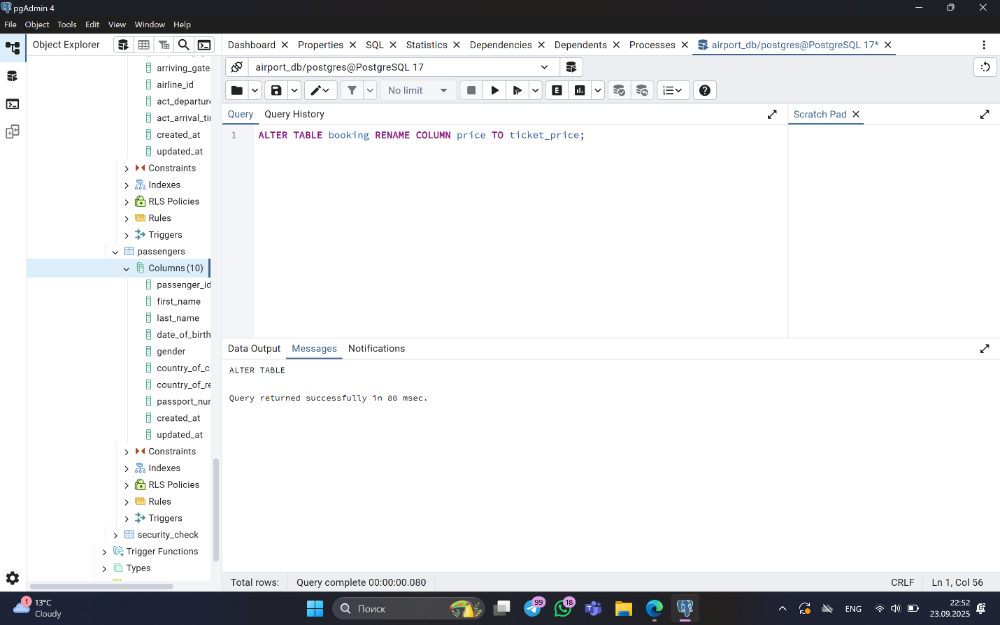 pgAdmin 4
File Object Tools Edit View Window Help
Object Explorer
Dashboard Properties SQL Statistics Dependencies Dependents Processes airport_db/postgres@PostgreSQL 17*
arriving_gate
airline_id
act_departure
act_arrival_ti
created_at
updated_at
Constraints
Indexes
RLS Policies
Rules
Triggers
passengers
Columns (10)
passenger_id
first_name
last_name
date_of_birth
gender
country_of_c
country_of_re
passport_nur
created_at
updated_at
Constraints
Indexes
RLS Policies
Rules
Triggers
security_check
Trigger Functions
Types
airport_db/postgres@PostgreSQL 17
No limit
E
Query Query History
Scratch Pad
1 ALTER TABLE booking RENAME COLUMN price TO ticket_price;
Data Output Messages Notifications
ALTER TABLE
Query returned successfully in 80 msec.
Total rows: Query complete 00:00:00.080 CRLF Ln 1, Col 56
1
13°C
Cloudy
Поиск
99
18
ENG
22:52
23.09.2025